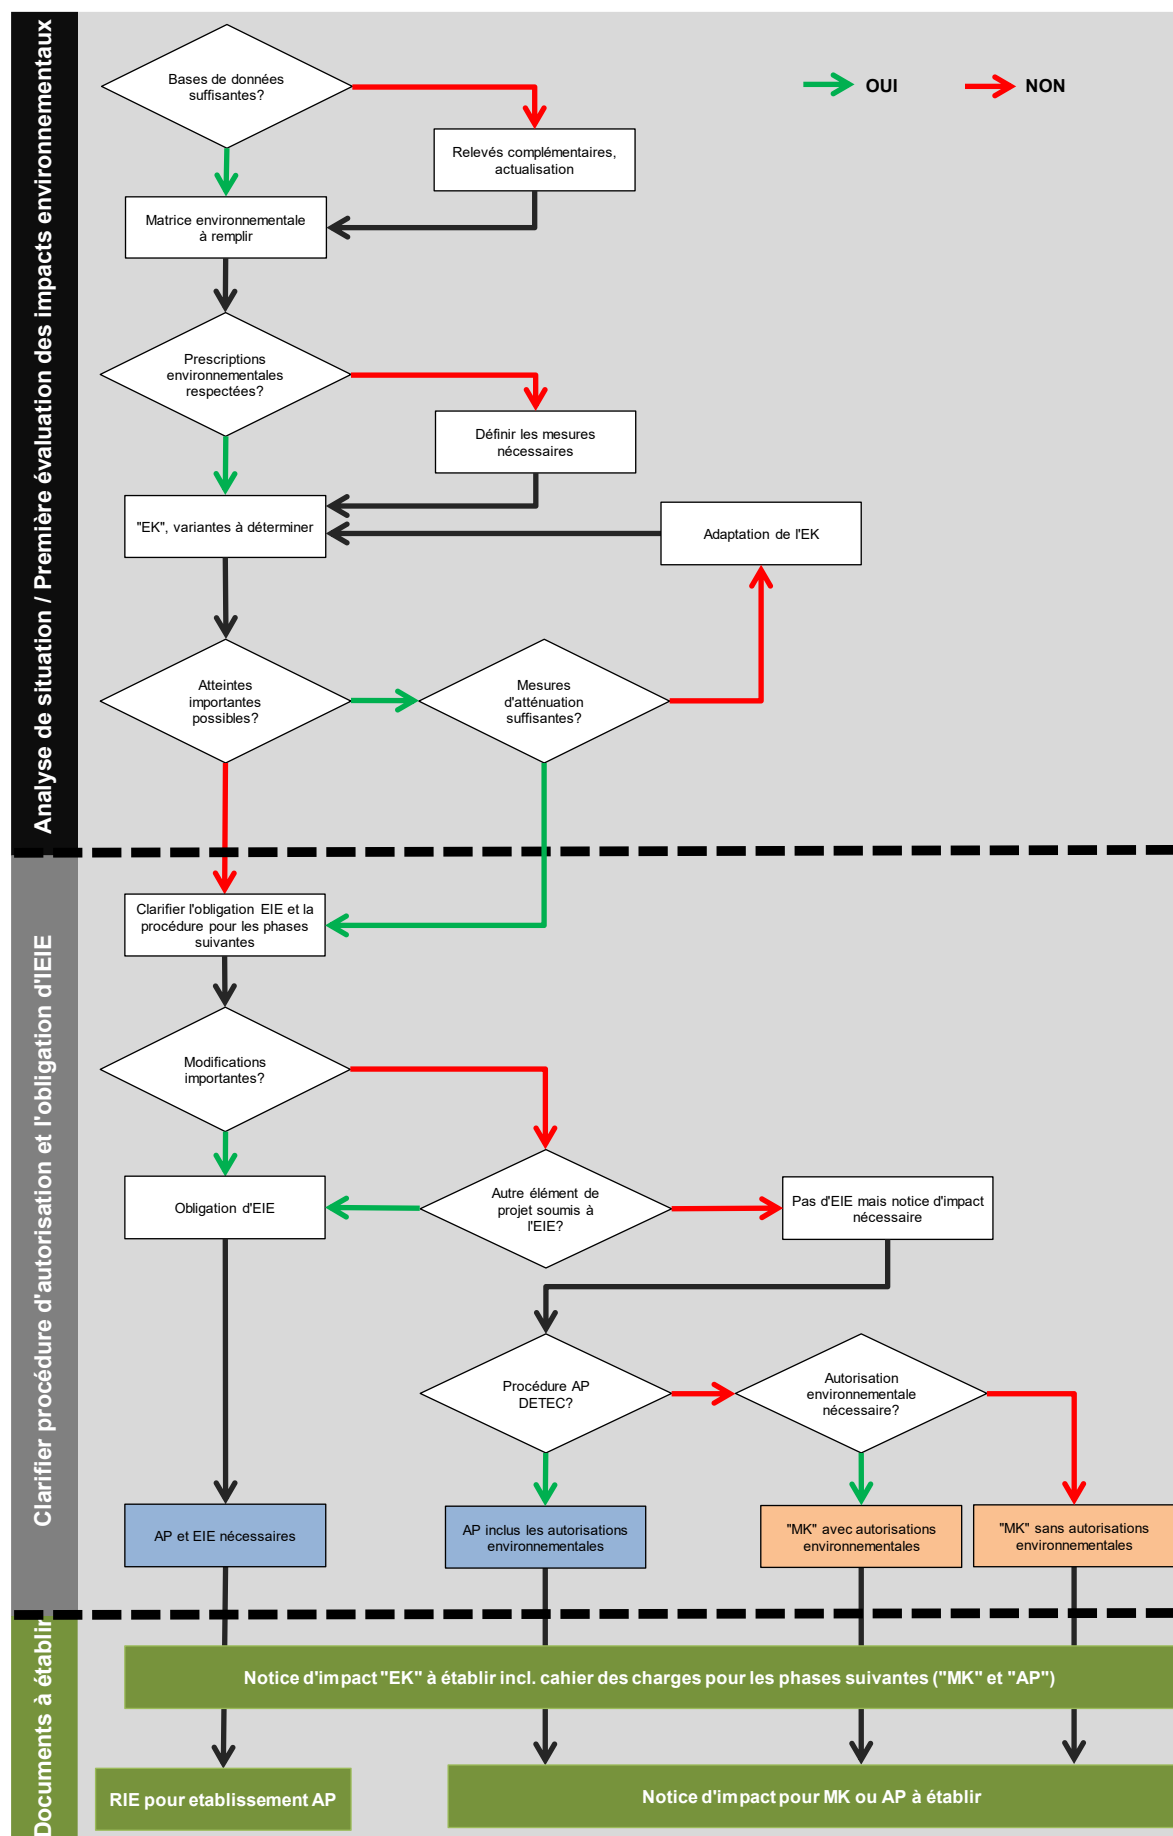 Analyse de situation / Première évaluation des impacts environnementaux
Bases de données
suffisantes?
OUI
NON
Relevés complémentaires,
actualisation
Matrice environnementale
à remplir
Prescriptions
environnementales
respectées?
Définir les mesures
nécessaires
"EK", variantes à déterminer
Adaptation de l'EK
Atteintes
importantes
possibles?
Mesures
d'atténuation
suffisantes?
Clarifier procédure d'autorisation et l'obligation d'IEIE
Clarifier l'obligation EIE et la
procédure pour les phases
suivantes
Modifications
importantes?
Obligation d'EIE
Autre élément de
projet soumis à
l'EIE?
Pas d'EIE mais notice d'impact
nécessaire
Procédure AP
DETEC?
Autorisation
environnementale
nécessaire?
AP et EIE nécessaires
AP inclus les autorisations
environnementales
"MK" avec autorisations
environnementales
"MK" sans autorisations
environnementales
Documents à établir
Notice d'impact "EK" à établir incl. cahier des charges pour les phases suivantes ("MK" et "AP")
RIE pour etablissement AP
Notice d'impact pour MK ou AP à établir